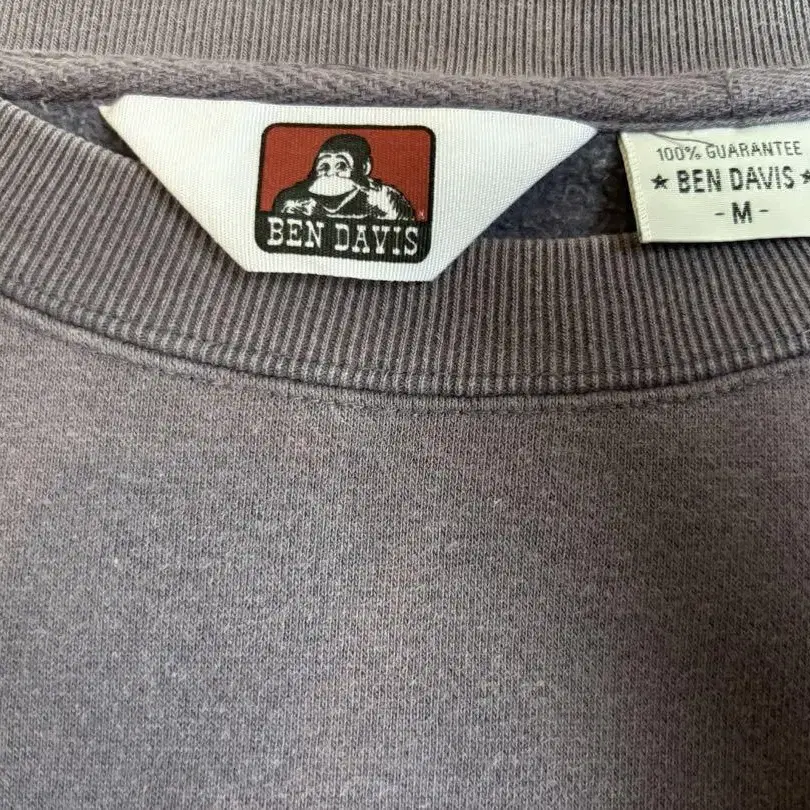 BEN DAVIS
100% GUARANTEE
★ BEN DAVIS ★
- M -